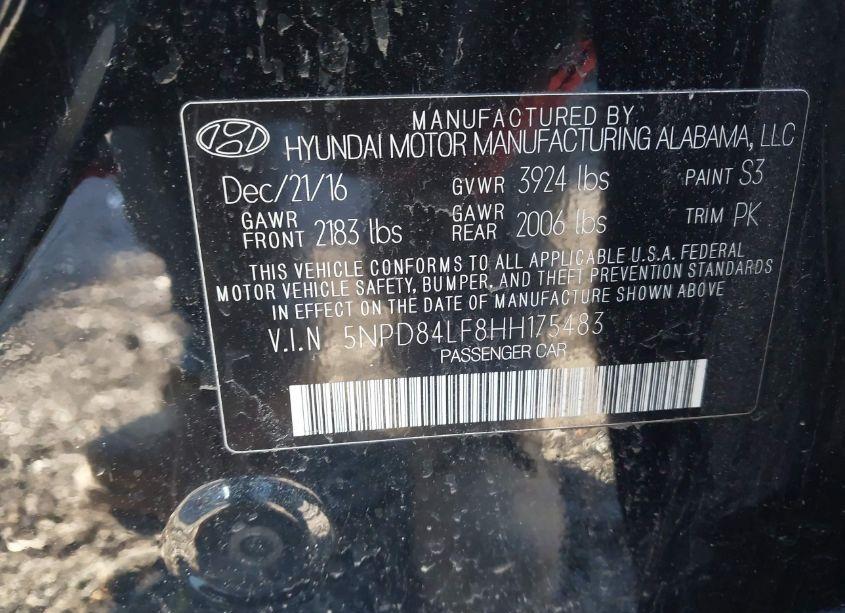 MANUFACTURED BY
HYUNDAI MOTOR MANUFACTURING ALABAMA, LLC
Dec/21/16 GVWR 3924 lbs PAINT S3
GAWR FRONT 2183 lbs GAWR REAR 2006 lbs TRIM PK
THIS VEHICLE CONFORMS TO ALL APPLICABLE U.S.A. FEDERAL
MOTOR VEHICLE SAFETY, BUMPER, AND THEFT PREVENTION STANDARDS
IN EFFECT ON THE DATE OF MANUFACTURE SHOWN ABOVE
V.I.N 5NPD84LF8HH175483
PASSENGER CAR